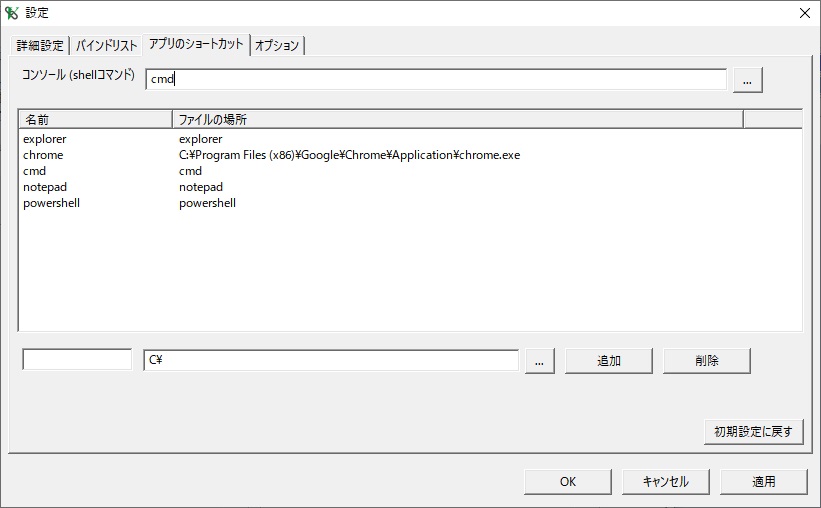 設定
詳細設定 バインドリスト アプリのショートカット オプション
コンソール (shellコマンド) cmd ...
名前 ファイルの場所
explorer explorer
chrome C:¥Program Files (x86)¥Google¥Chrome¥Application¥chrome.exe
cmd cmd
notepad notepad
powershell powershell
C¥ ... 追加 削除
初期設定に戻す
OK キャンセル 適用